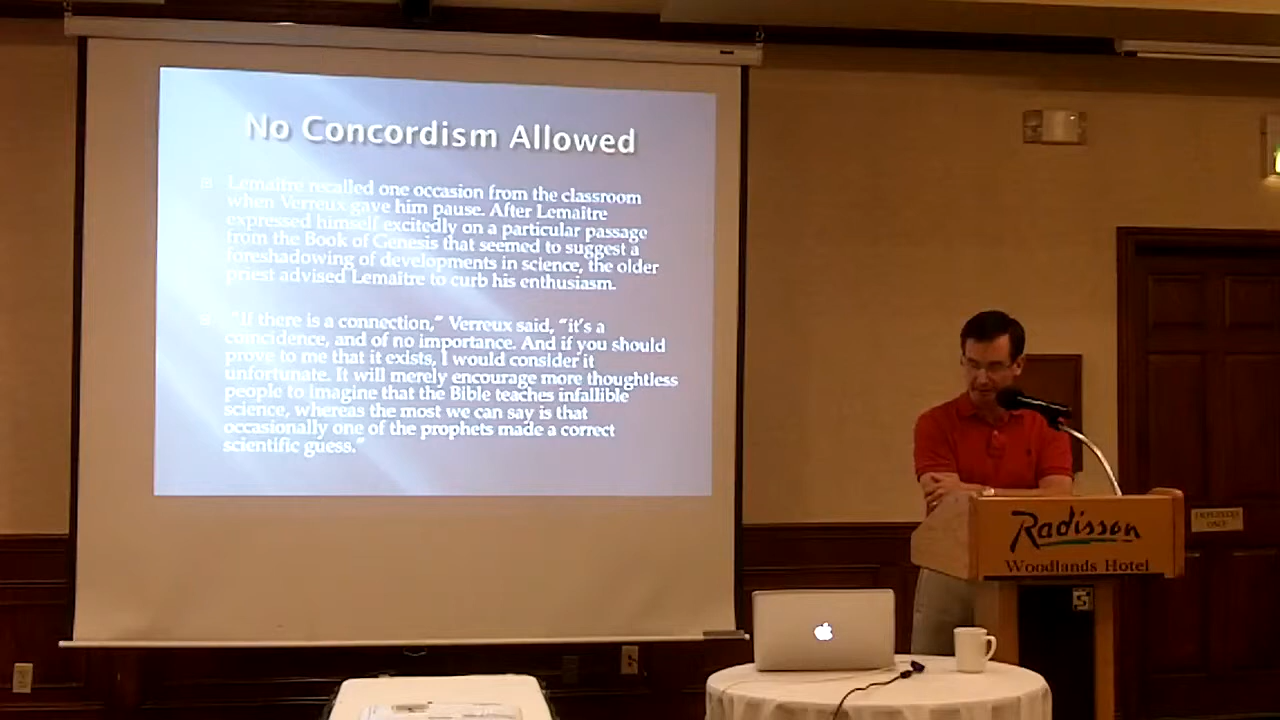 No Concordism Allowed
Lemaître recalled one occasion from the classroom
when Verreux gave him pause. After Lemaître
expressed himself excitedly on a particular passage
from the Book of Genesis that seemed to suggest a
foreshadowing of developments in science, the older
priest advised Lemaître to curb his enthusiasm.
"If there is a connection," Verreux said, "it's a
coincidence, and of no importance. And if you should
prove to me that it exists, I would consider it
unfortunate. It will merely encourage more thoughtless
people to imagine that the Bible teaches infallible
science, whereas the most we can say is that
occasionally one of the prophets made a correct
scientific guess."
Radisson
Woodlands Hotel
EMPLOYEES
ONLY